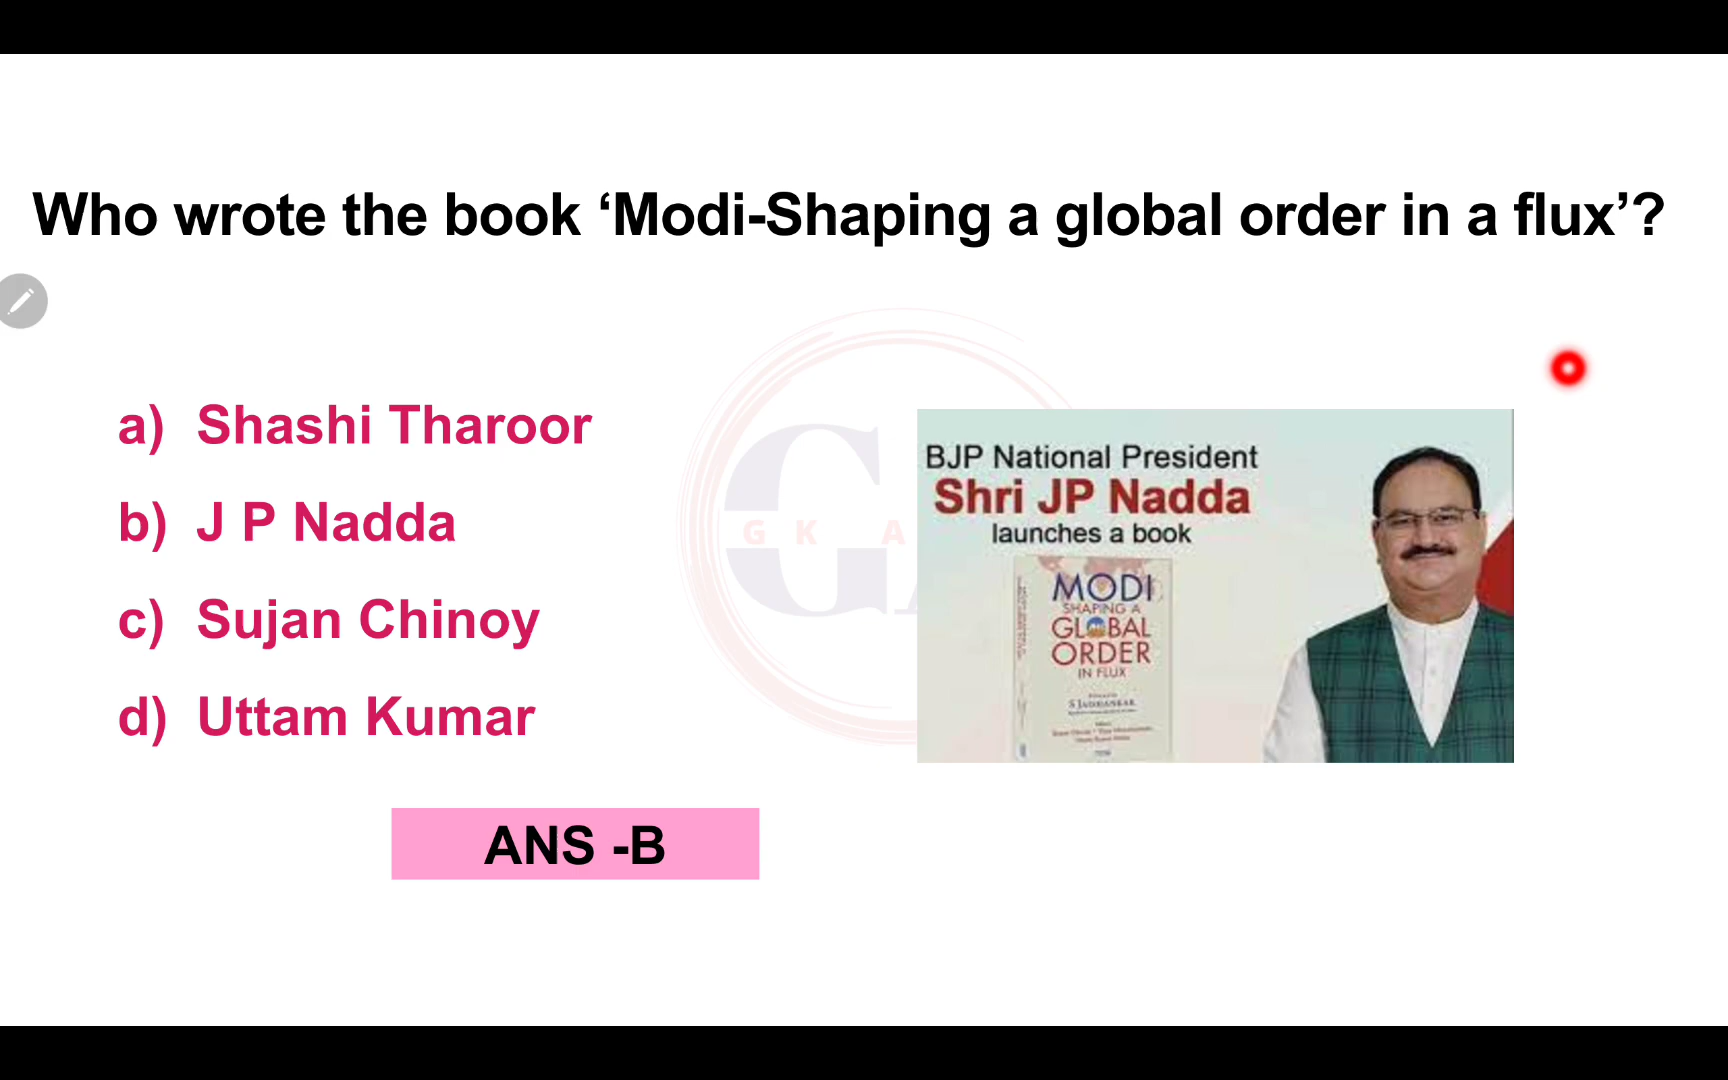 Who wrote the book ‘Modi-Shaping a global order in a flux’?
a) Shashi Tharoor
b) J P Nadda
c) Sujan Chinoy
d) Uttam Kumar
ANS -B
G K A
BJP National President
Shri JP Nadda
launches a book
MODI
SHAPING A
GLOBAL
ORDER
IN FLUX
S JAISHANKAR